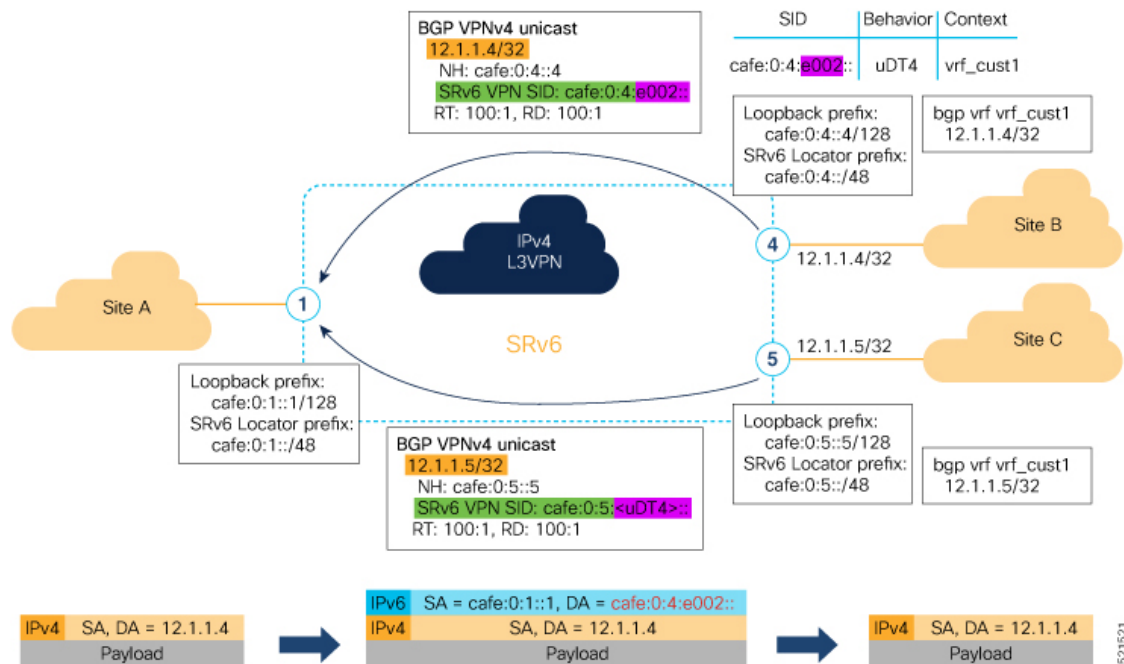 BGP VPNv4 unicast
12.1.1.4/32
NH: cafe:0:4::4
SRv6 VPN SID: cafe:0:4:e002::
RT: 100:1, RD: 100:1
SID Behavior Context
cafe:0:4:e002:: uDT4 vrf_cust1
Loopback prefix:
cafe:0:4::4/128
SRv6 Locator prefix:
cafe:0:4::/48
bgp vrf vrf_cust1
12.1.1.4/32
IPv4
L3VPN
4
12.1.1.4/32
Site B
Site A
1
SRv6
5
12.1.1.5/32
Site C
Loopback prefix:
cafe:0:1::1/128
SRv6 Locator prefix:
cafe:0:1::/48
BGP VPNv4 unicast
12.1.1.5/32
NH: cafe:0:5::5
SRv6 VPN SID: cafe:0:5:<uDT4>::
RT: 100:1, RD: 100:1
Loopback prefix:
cafe:0:5::5/128
SRv6 Locator prefix:
cafe:0:5::/48
bgp vrf vrf_cust1
12.1.1.5/32
IPv4 SA, DA = 12.1.1.4
Payload
IPv6 SA = cafe:0:1::1, DA = cafe:0:4:e002::
IPv4 SA, DA = 12.1.1.4
Payload
IPv4 SA, DA = 12.1.1.4
Payload
521521